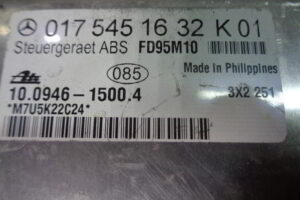 017 545 16 32 K 01
Steuergeraet ABS FD95M10
085
Made in Philippines
ate
10.0946-1500.4
3X2 251
*M7U5K22C24*